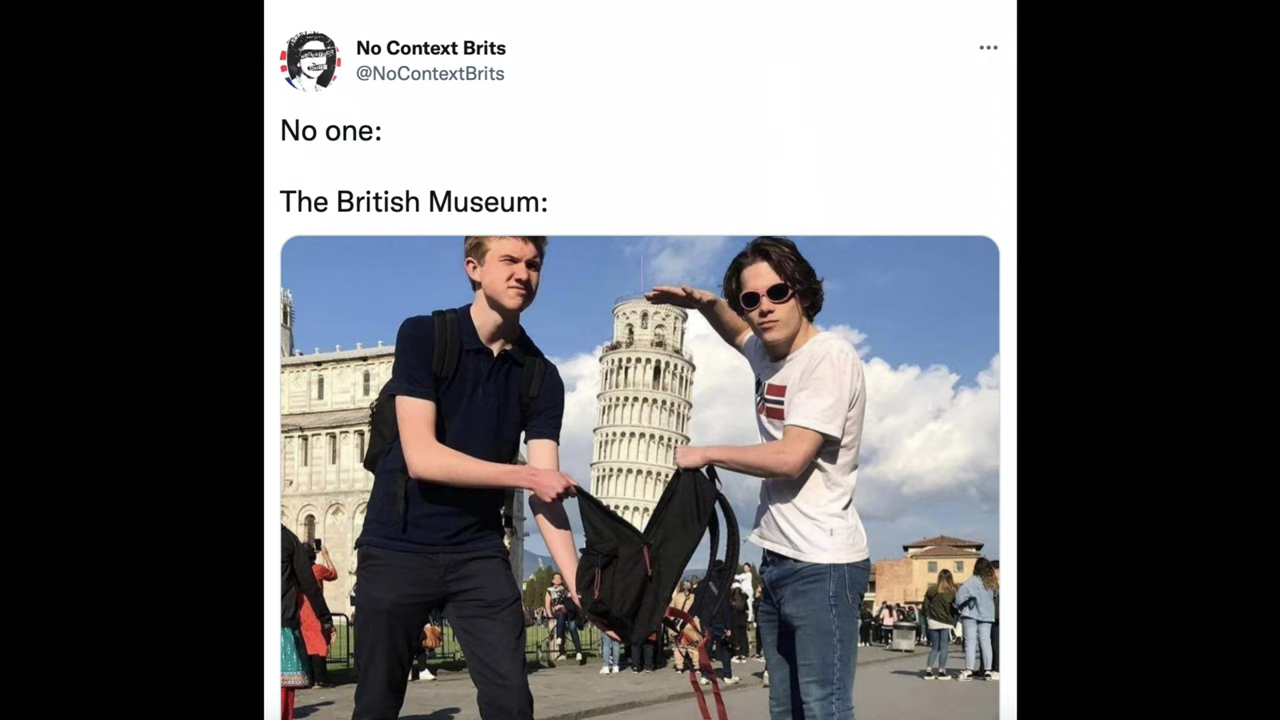 No Context Brits
@NoContextBrits
No one:
The British Museum: